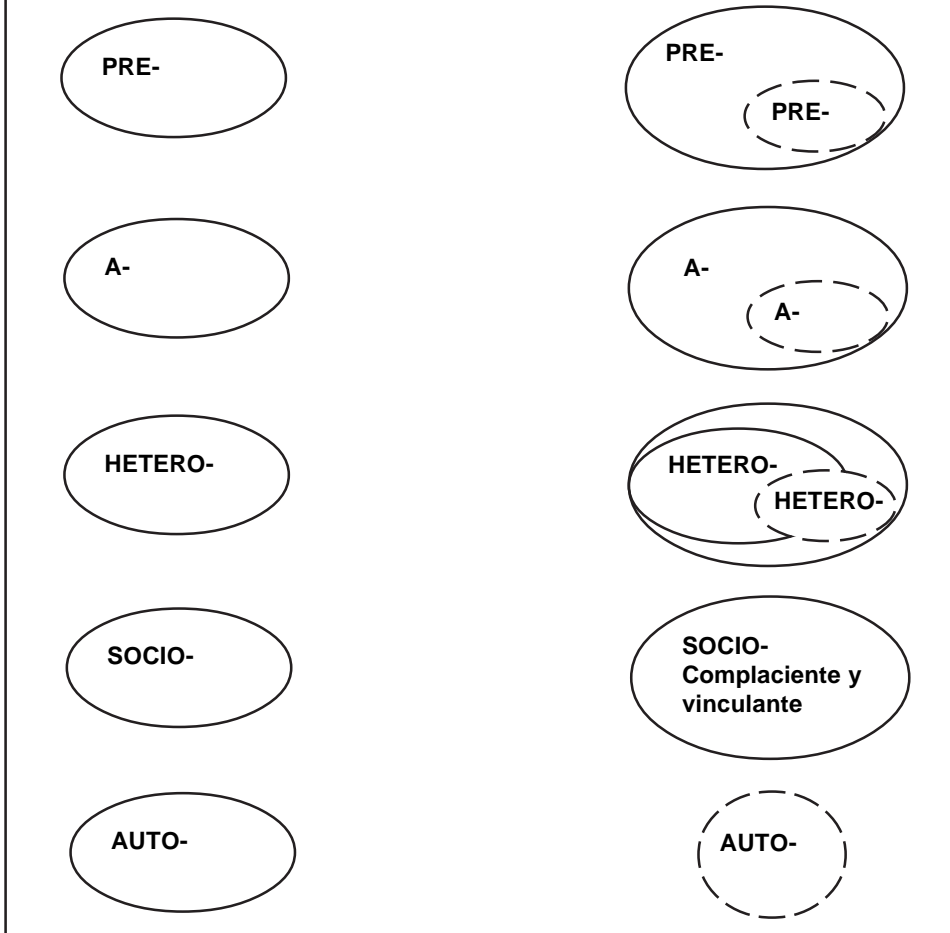 PRE-
PRE-
PRE-
A-
A-
A-
HETERO-
HETERO-
HETERO-
SOCIO-
SOCIO-
Complaciente y
vinculante
AUTO-
AUTO-